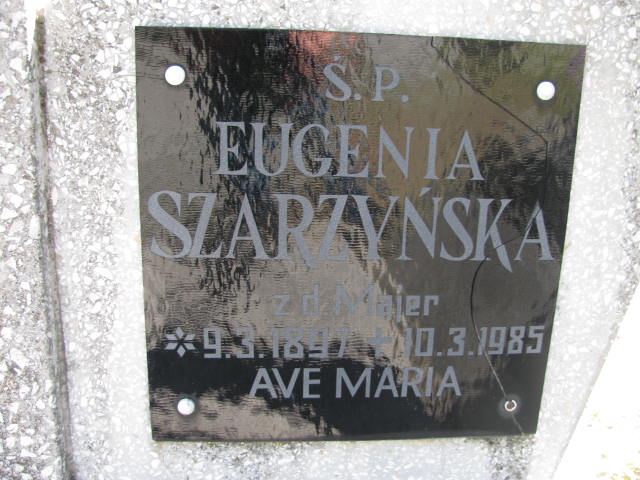 Ś.P.
EUGENIA
SZARZYŃSKA
z d. Majer
* 9.3.1897 + 10.3.1985
AVE MARIA